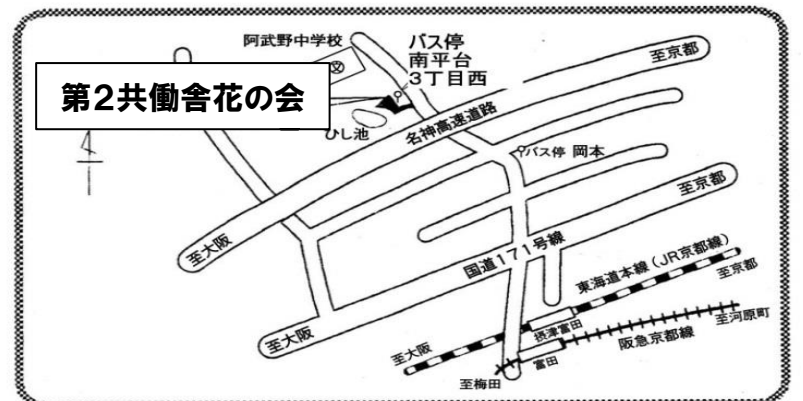 阿武野中学校
バス停
南平台
3丁目西
至京都
文
第2共働舎花の会
ひし池
名神高速道路
バス停 岡本
至京都
至大阪
国道171号線
東海道本線(JR京都線)
至京都
至大阪
摂津富田
至河原町
至大阪
阪急京都線
富田
至梅田